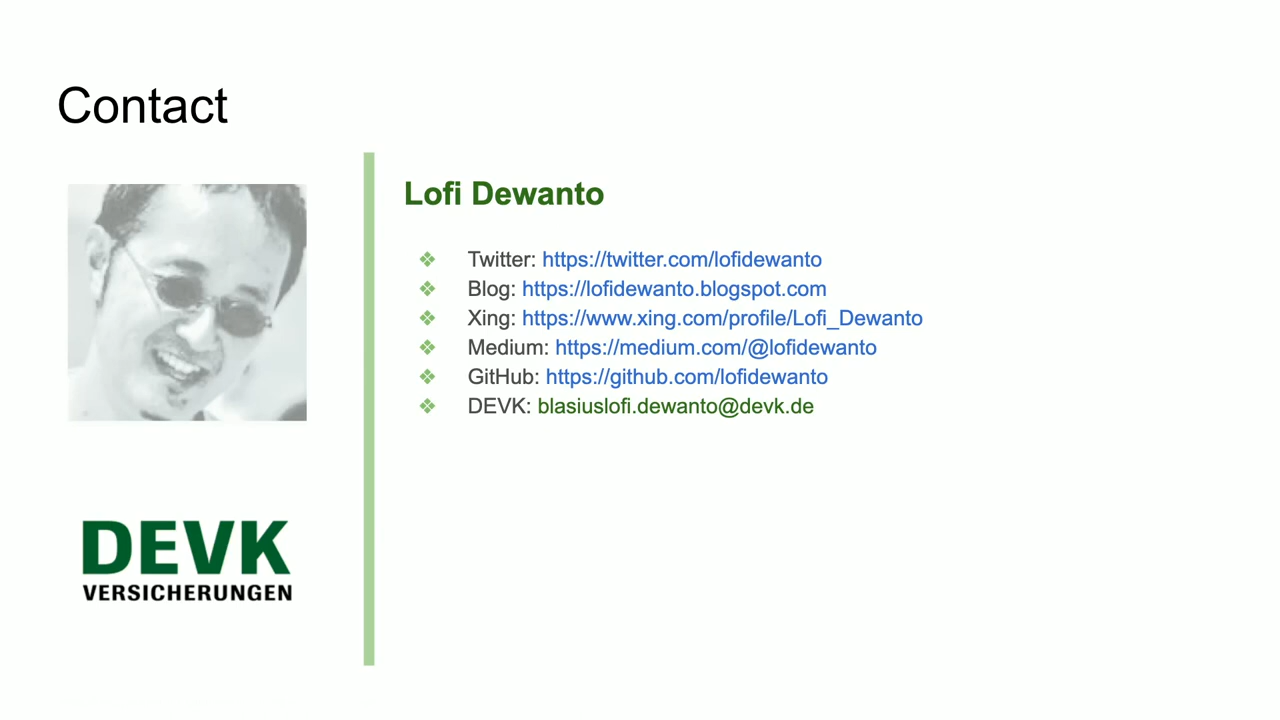 Contact
Lofi Dewanto
❖ Twitter: https://twitter.com/lofidewanto
❖ Blog: https://lofidewanto.blogspot.com
❖ Xing: https://www.xing.com/profile/Lofi_Dewanto
❖ Medium: https://medium.com/@lofidewanto
❖ GitHub: https://github.com/lofidewanto
❖ DEVK: blasiuslofi.dewanto@devk.de
DEVK
VERSICHERUNGEN